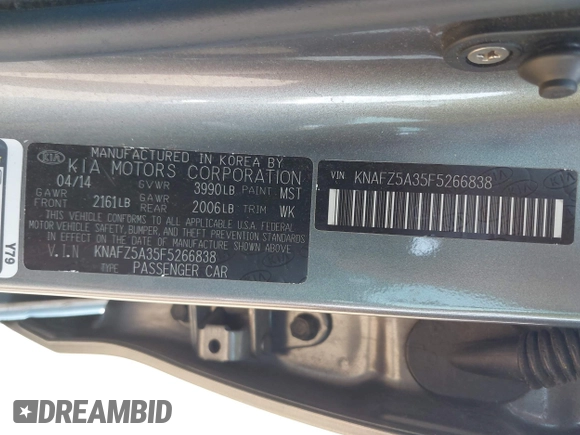 MANUFACTURED IN KOREA BY
KIA KIA MOTORS CORPORATION
04/14 GVWR 3990LB PAINT MST
GAWR FRONT 2161LB GAWR REAR 2006LB TRIM WK
THIS VEHICLE CONFORMS TO ALL APPLICABLE U.S.A. FEDERAL
MOTOR VEHICLE SAFETY, BUMPER, AND THEFT PREVENTION STANDARDS
IN EFFECT ON THE DATE OF MANUFACTURE SHOWN ABOVE
V.I.N KNAFZ5A35F5266838
TYPE PASSENGER CAR
VIN KNAFZ5A35F5266838
Y79
DREAMBID